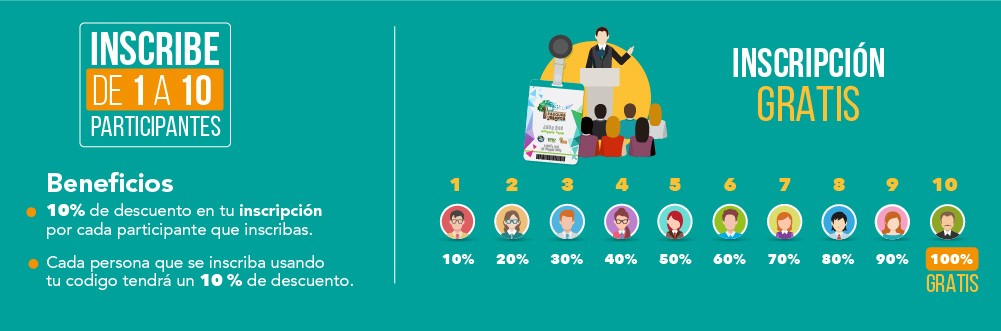 INSCRIBE
DE 1 A 10
PARTICIPANTES
Beneficios
10% de descuento en tu inscripción
por cada participante que inscribas.
Cada persona que se inscriba usando
tu codigo tendrá un 10 % de descuento.
INSCRIPCIÓN
GRATIS
1 2 3 4 5 6 7 8 9 10
10% 20% 30% 40% 50% 60% 70% 80% 90% 100%
GRATIS